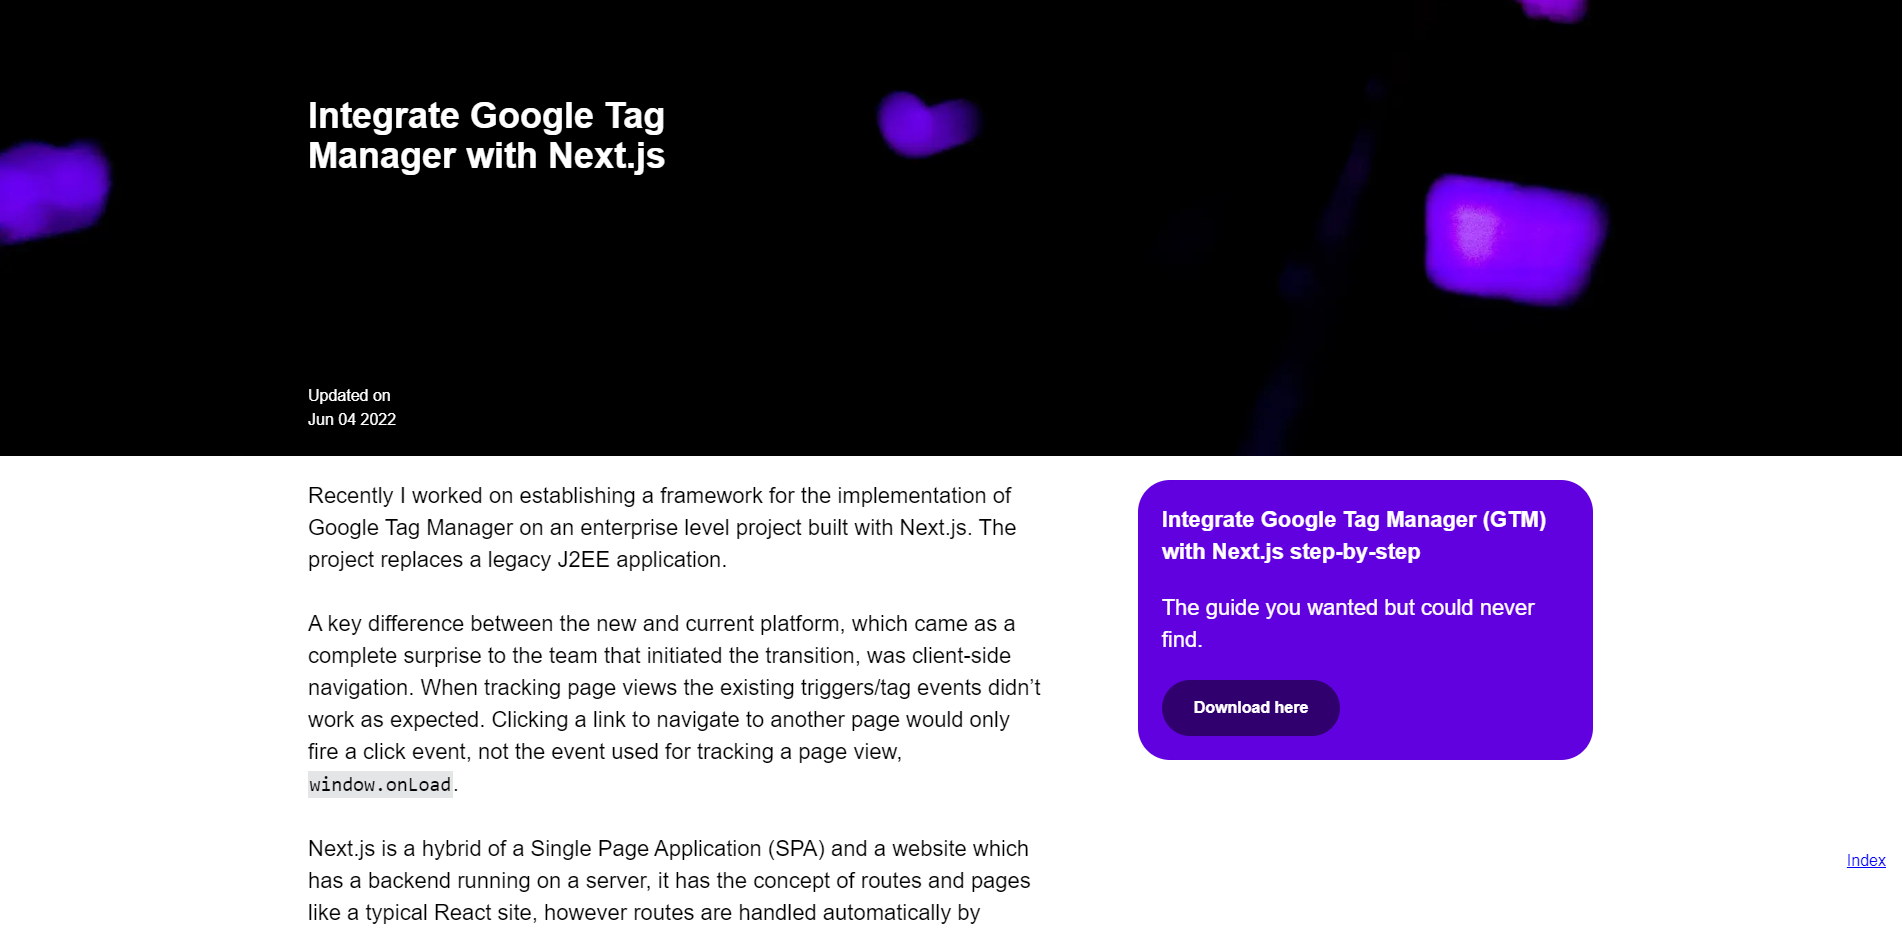 Integrate Google Tag
Manager with Next.js
Updated on
Jun 04 2022
Recently I worked on establishing a framework for the implementation of
Google Tag Manager on an enterprise level project built with Next.js. The
project replaces a legacy J2EE application.
A key difference between the new and current platform, which came as a
complete surprise to the team that initiated the transition, was client-side
navigation. When tracking page views the existing triggers/tag events didn’t
work as expected. Clicking a link to navigate to another page would only
fire a click event, not the event used for tracking a page view,
window.onLoad.
Next.js is a hybrid of a Single Page Application (SPA) and a website which
has a backend running on a server, it has the concept of routes and pages
like a typical React site, however routes are handled automatically by
Integrate Google Tag Manager (GTM)
with Next.js step-by-step
The guide you wanted but could never
find.
Download here
Index